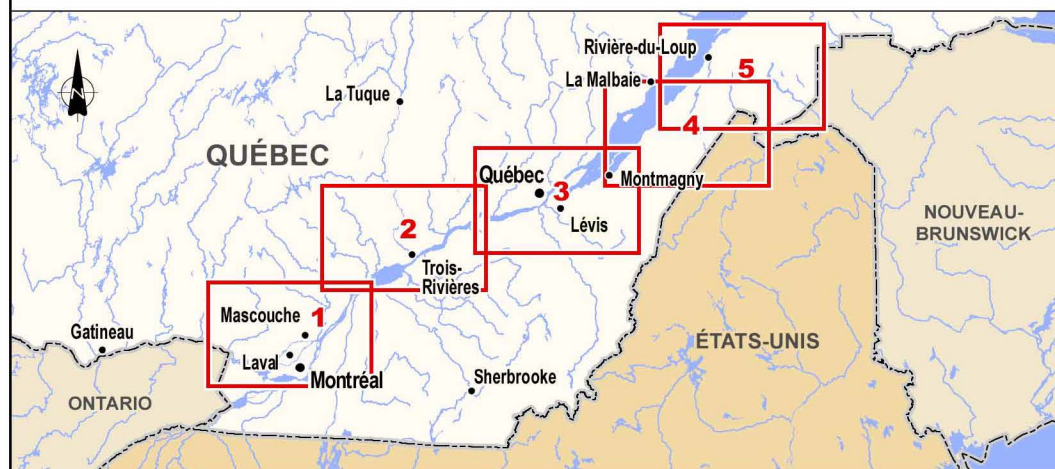 Rivière-du-Loup
5
La Malbaie
N
La Tuque
4
QUÉBEC
Québec
3
Montmagny
Lévis
NOUVEAU-
BRUNSWICK
2
Trois-
Rivières
Mascouche
1
Gatineau
Laval
Montréal
ÉTATS-UNIS
Sherbrooke
ONTARIO